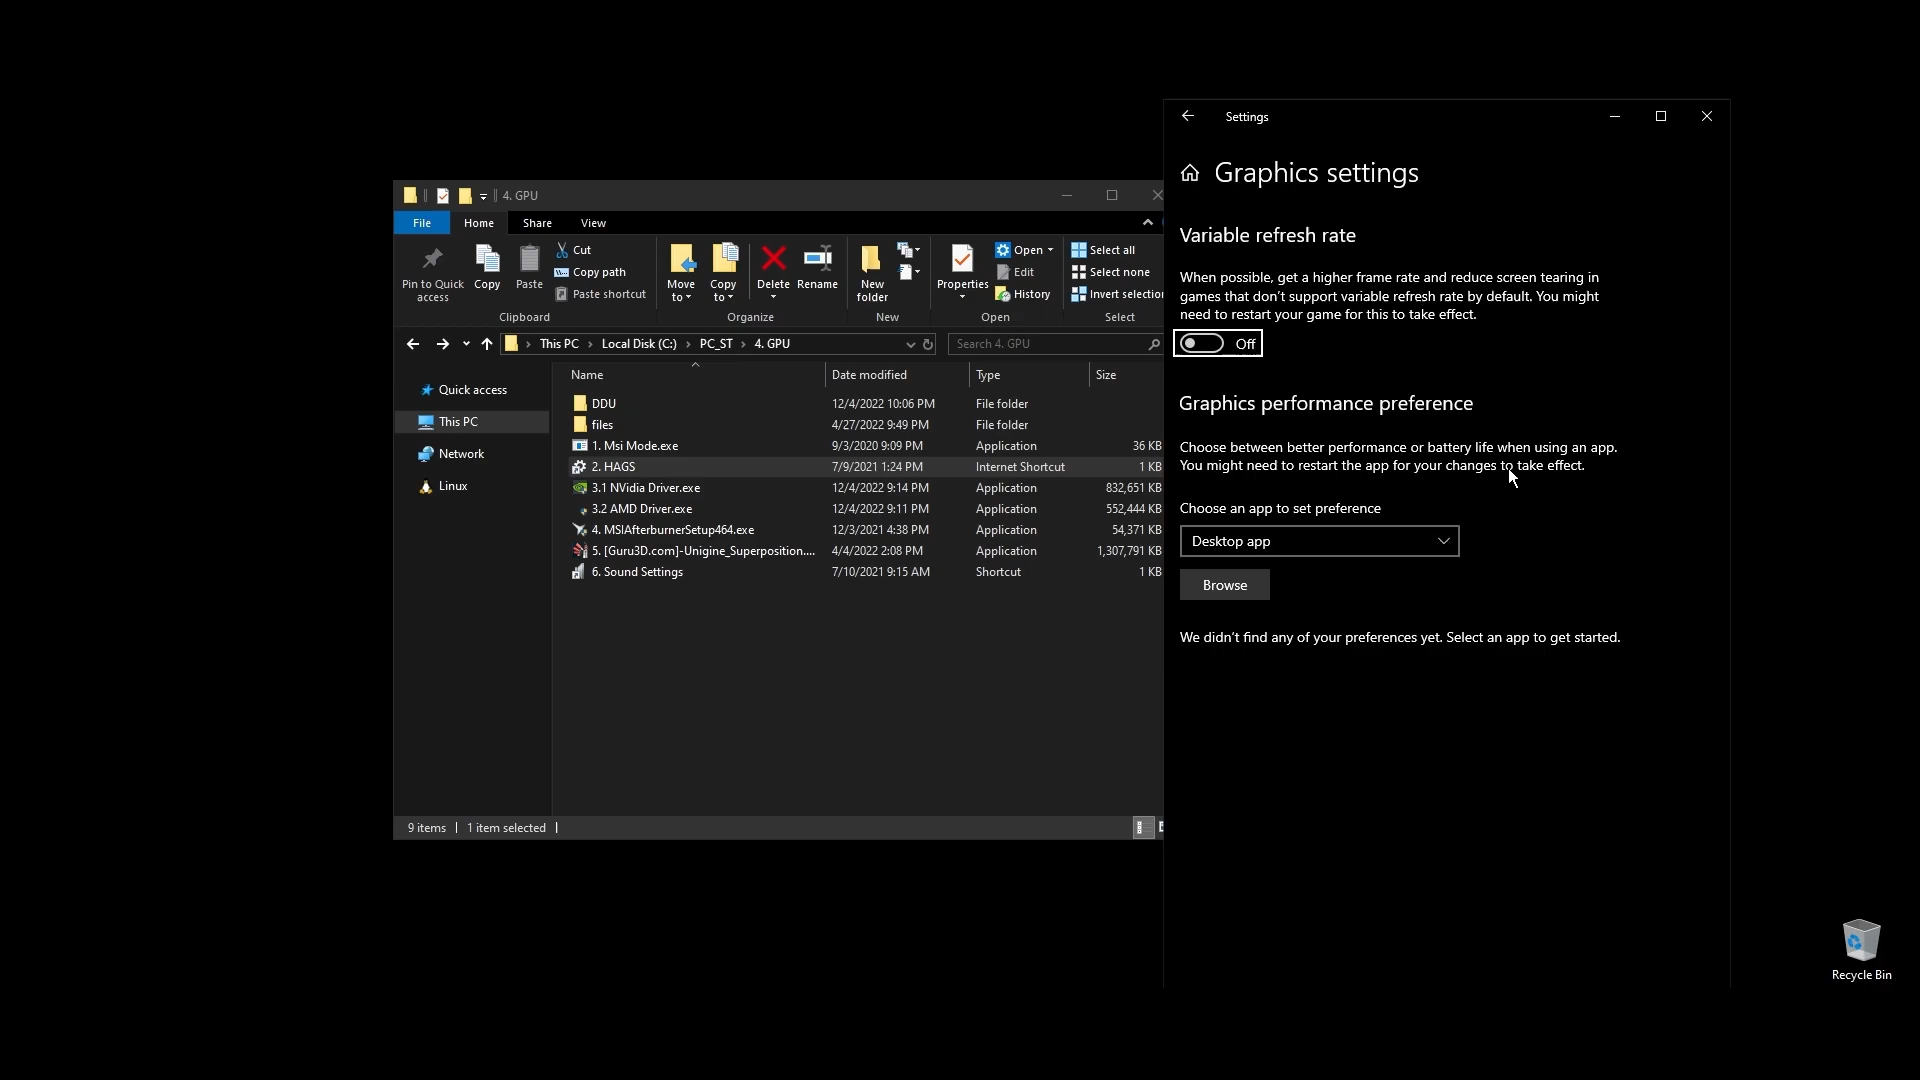 4. GPU
File
Home
Share
View
Pin to Quick
access
Copy
Paste
Cut
Copy path
Paste shortcut
Clipboard
Move
to
Copy
to
Delete
Rename
Organize
New
folder
New
Properties
Open
Edit
History
Open
Select all
Select none
Invert selection
Select
This PC
Local Disk (C:)
PC_ST
4. GPU
Search 4. GPU
Quick access
This PC
Network
Linux
Name Date modified Type Size
DDU 12/4/2022 10:06 PM File folder
files 4/27/2022 9:49 PM File folder
1. Msi Mode.exe 9/3/2020 9:09 PM Application 36 KB
2. HAGS 7/9/2021 1:24 PM Internet Shortcut 1 KB
3.1 NVidia Driver.exe 12/4/2022 9:14 PM Application 832,651 KB
3.2 AMD Driver.exe 12/4/2022 9:11 PM Application 552,444 KB
4. MSIAfterburnerSetup464.exe 12/3/2021 4:38 PM Application 54,371 KB
5. [Guru3D.com]-Unigine_Superposition.... 4/4/2022 2:08 PM Application 1,307,791 KB
6. Sound Settings 7/10/2021 9:15 AM Shortcut 1 KB
9 items
1 item selected
Settings
Graphics settings
Variable refresh rate
When possible, get a higher frame rate and reduce screen tearing in
games that don't support variable refresh rate by default. You might
need to restart your game for this to take effect.
Off
Graphics performance preference
Choose between better performance or battery life when using an app.
You might need to restart the app for your changes to take effect.
Choose an app to set preference
Desktop app
Browse
We didn't find any of your preferences yet. Select an app to get started.
Recycle Bin